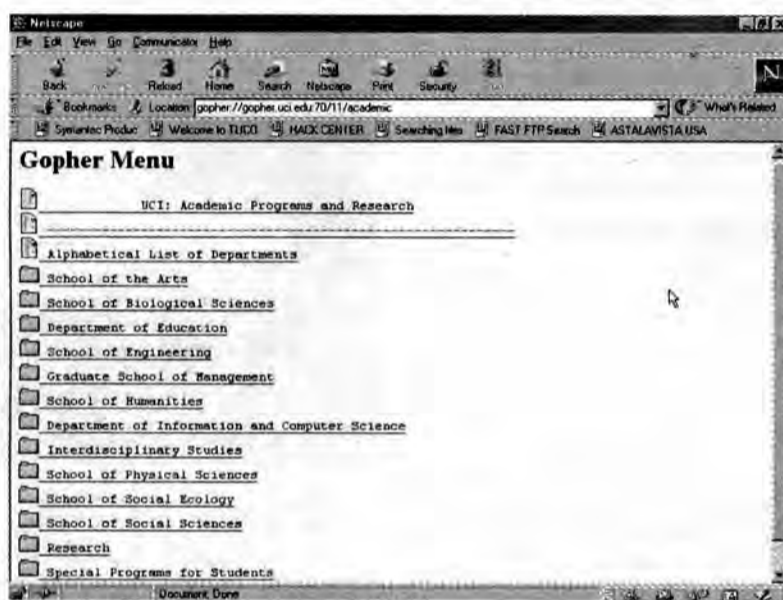 Netscape
File Edit View Go Communicator Help
Back Reload Home Search Netscape Print Security
Bookmarks Location: gopher://gopher.uci.edu:70/11/academic What's Related
Symantec Produc Welcome to TUCO HACK CENTER Searching files FAST FTP Search ASTALAVISTA USA
Gopher Menu
UCI: Academic Programs and Research
Alphabetical List of Departments
School of the Arts
School of Biological Sciences
Department of Education
School of Engineering
Graduate School of Management
School of Humanities
Department of Information and Computer Science
Interdisciplinary Studies
School of Physical Sciences
School of Social Ecology
School of Social Sciences
Research
Special Programs for Students
Document: Done